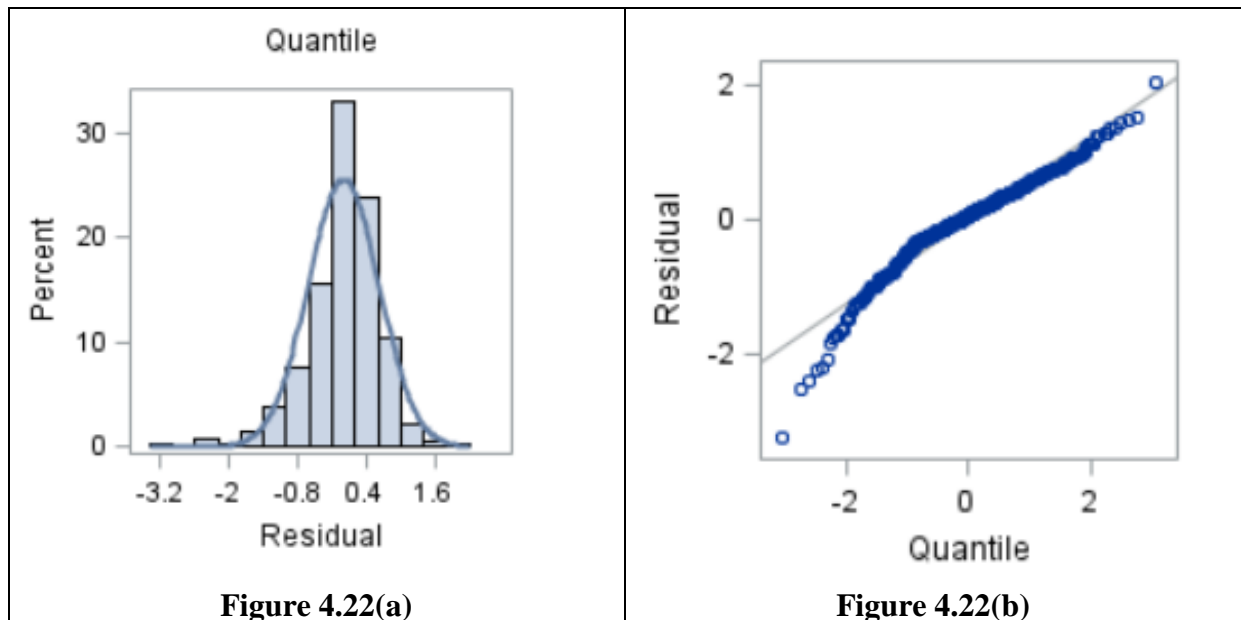 Quantile
30
20
10
0
Percent
-3.2 -2 -0.8 0.4 1.6
Residual
Figure 4.22(a)
2
0
-2
Residual
-2 0 2
Quantile
Figure 4.22(b)